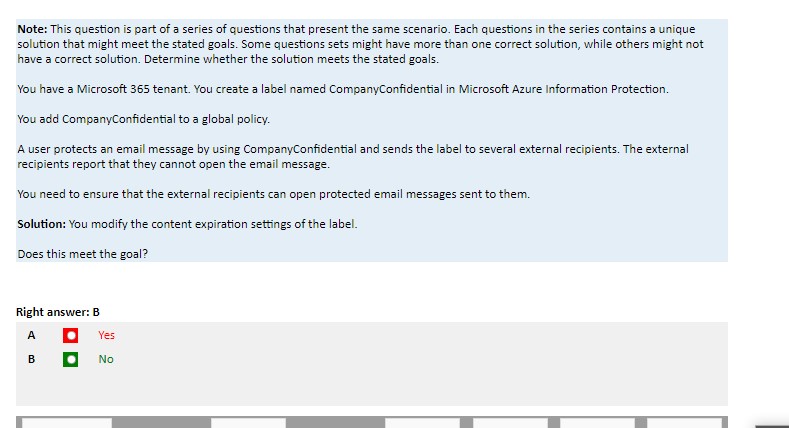 Note: This question is part of a series of questions that present the same scenario. Each questions in the series contains a unique
solution that might meet the stated goals. Some questions sets might have more than one correct solution, while others might not
have a correct solution. Determine whether the solution meets the stated goals.
You have a Microsoft 365 tenant. You create a label named CompanyConfidential in Microsoft Azure Information Protection.
You add CompanyConfidential to a global policy.
A user protects an email message by using CompanyConfidential and sends the label to several external recipients. The external
recipients report that they cannot open the email message.
You need to ensure that the external recipients can open protected email messages sent to them.
Solution: You modify the content expiration settings of the label.
Does this meet the goal?
Right answer: B
A Yes
B No